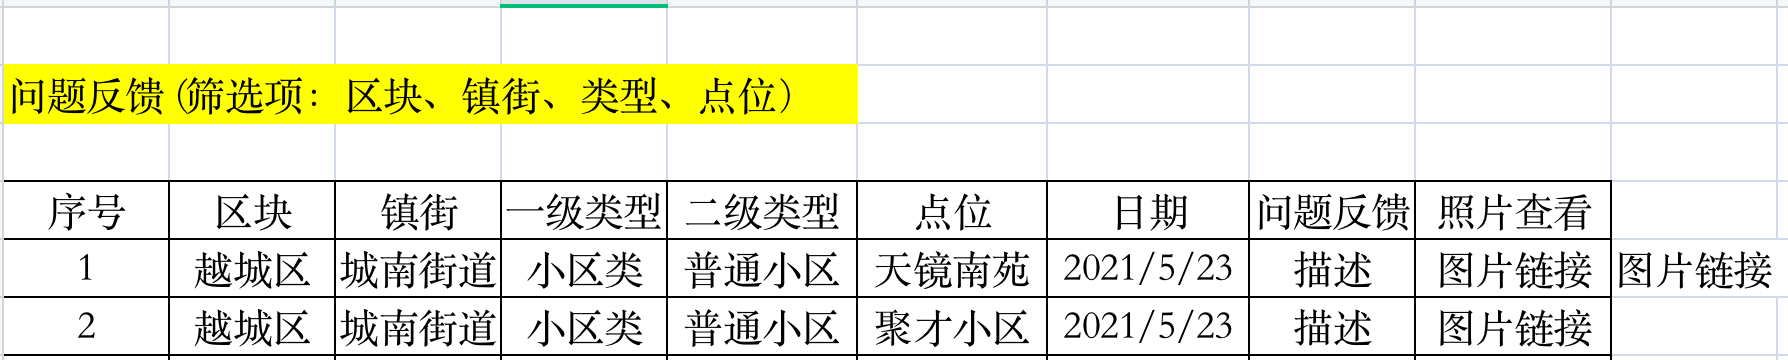 问题反馈(筛选项：区块、镇街、类型、点位）
序号 区块 镇街 一级类型 二级类型 点位 日期 问题反馈 照片查看
1 越城区 城南街道 小区类 普通小区 天镜南苑 2021/5/23 描述 图片链接 图片链接
2 越城区 城南街道 小区类 普通小区 聚才小区 2021/5/23 描述 图片链接